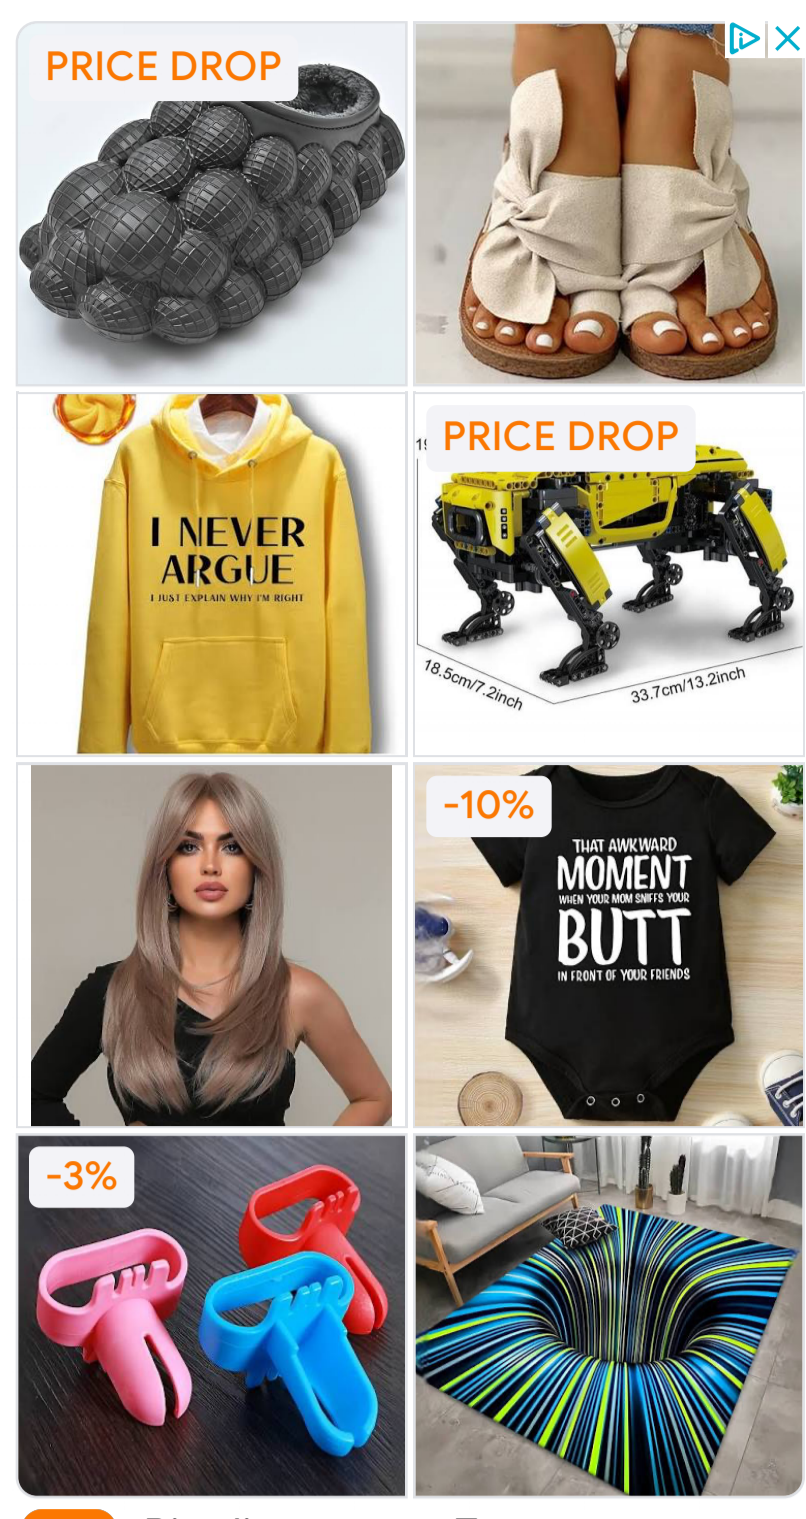 PRICE DROP
I NEVER
ARGUE
I JUST EXPLAIN WHY I'M RIGHT
PRICE DROP
18.5cm/7.2inch
33.7cm/13.2inch
-10%
THAT AWKWARD
MOMENT
WHEN YOUR MOM SNIFFS YOUR
BUTT
IN FRONT OF YOUR FRIENDS
-3%